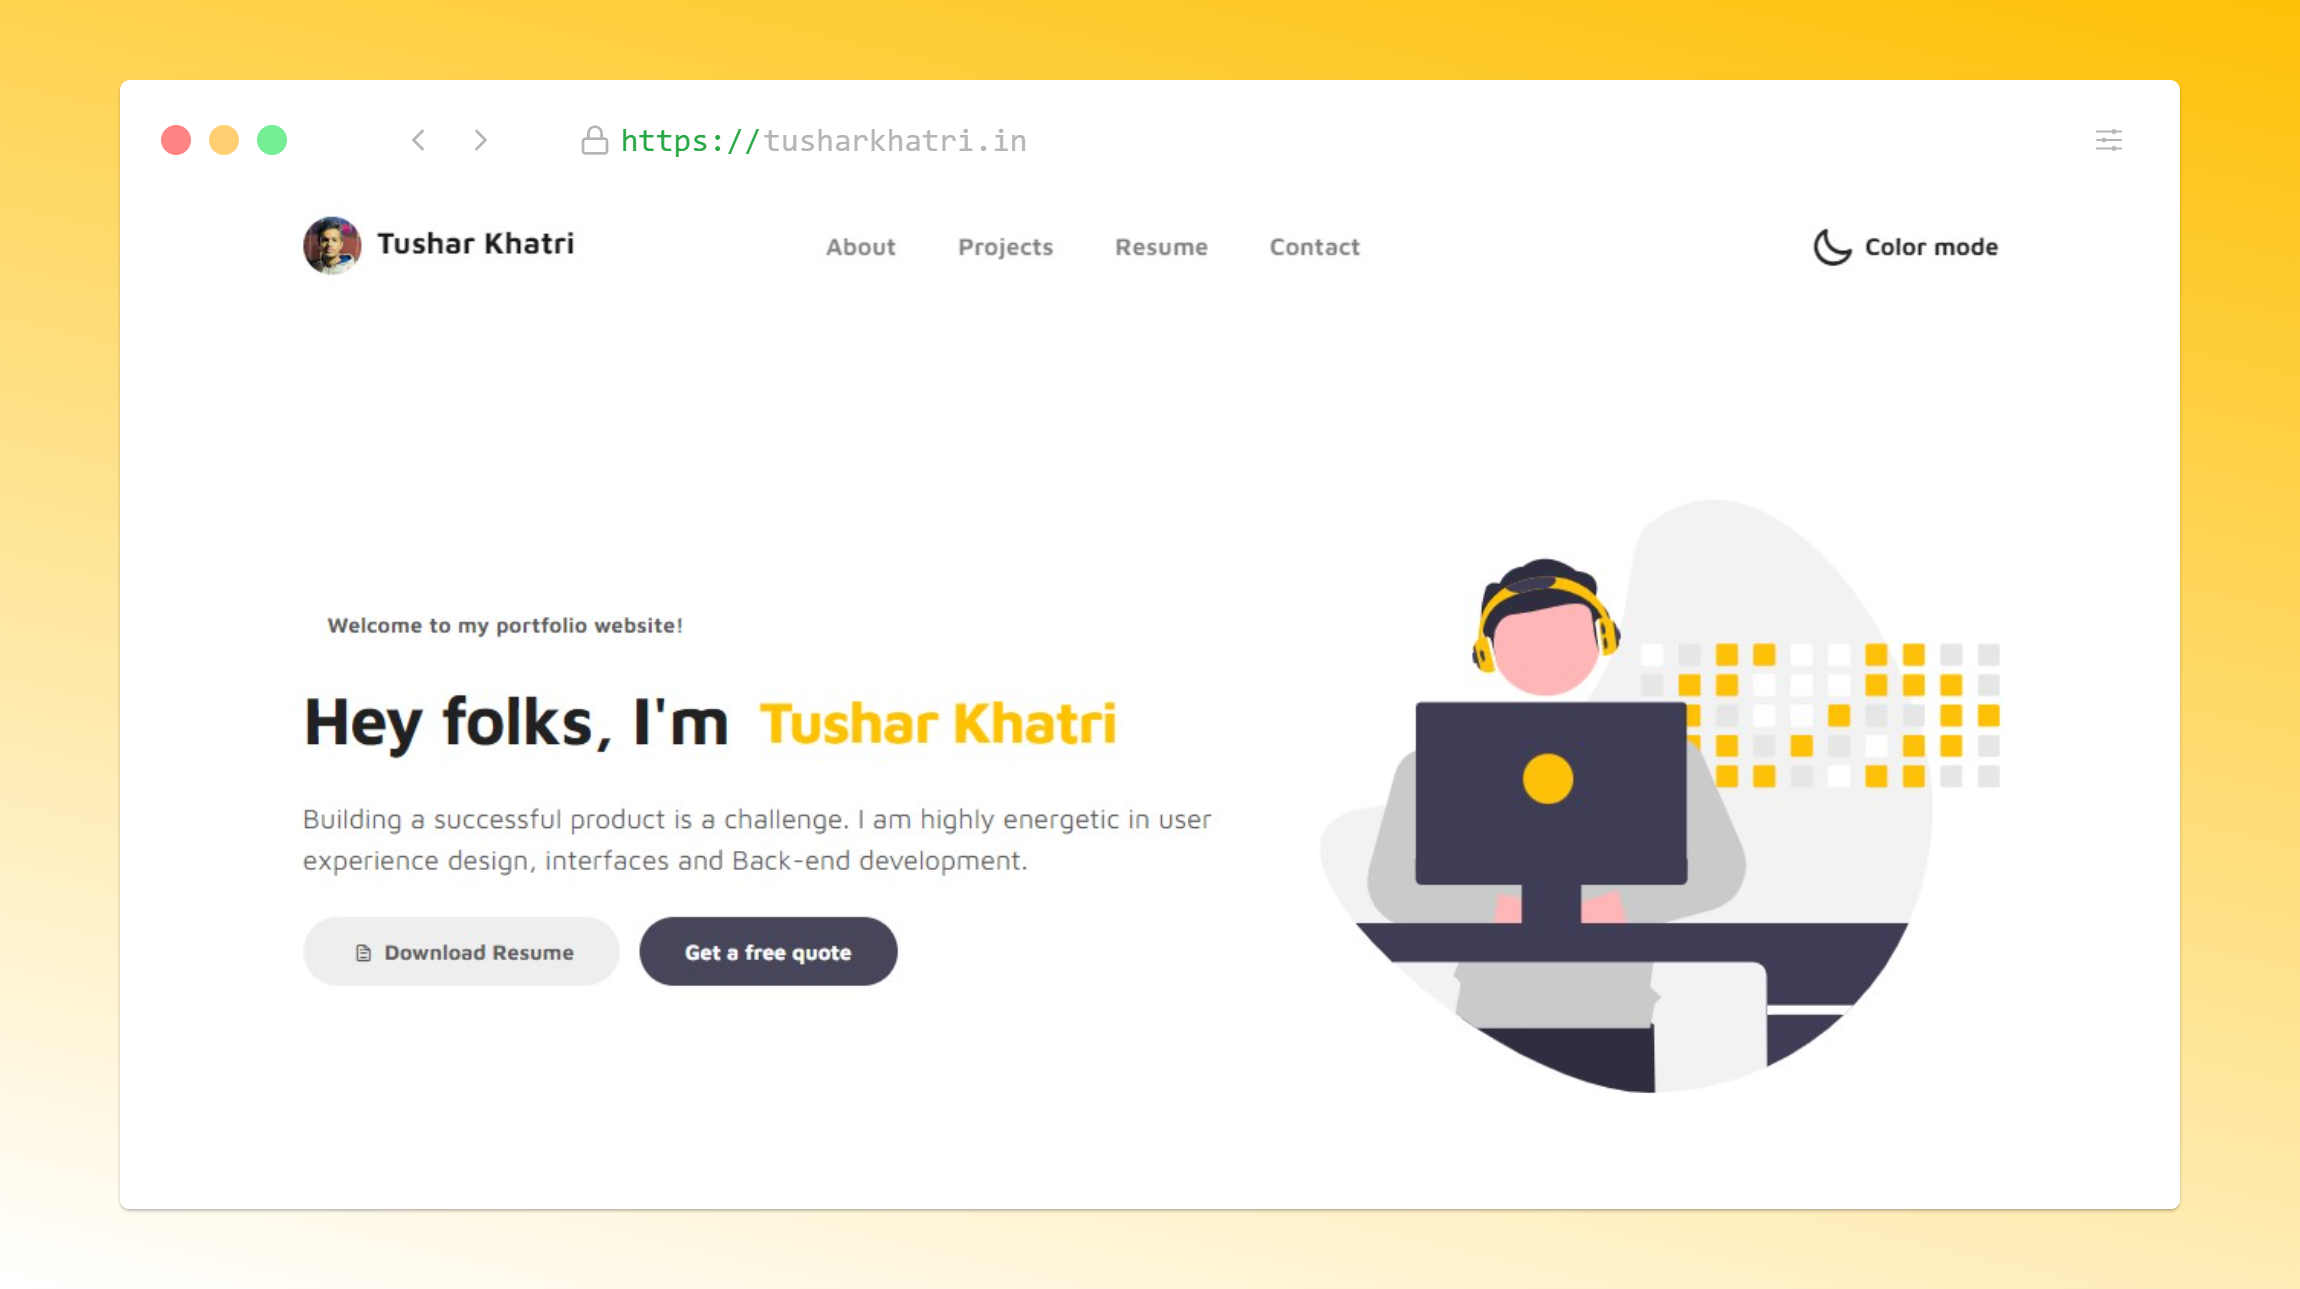 https://tusharkhatri.in
Tushar Khatri
About Projects Resume Contact
Color mode
Welcome to my portfolio website!
Hey folks, I'm Tushar Khatri
Building a successful product is a challenge. I am highly energetic in user
experience design, interfaces and Back-end development.
Download Resume
Get a free quote